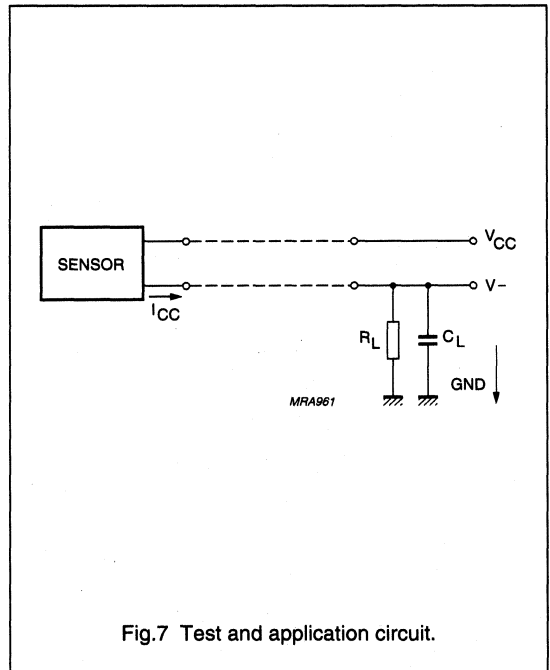 VCC
SENSOR
V–
ICC
RL
CL
GND
MRA961
Fig.7 Test and application circuit.